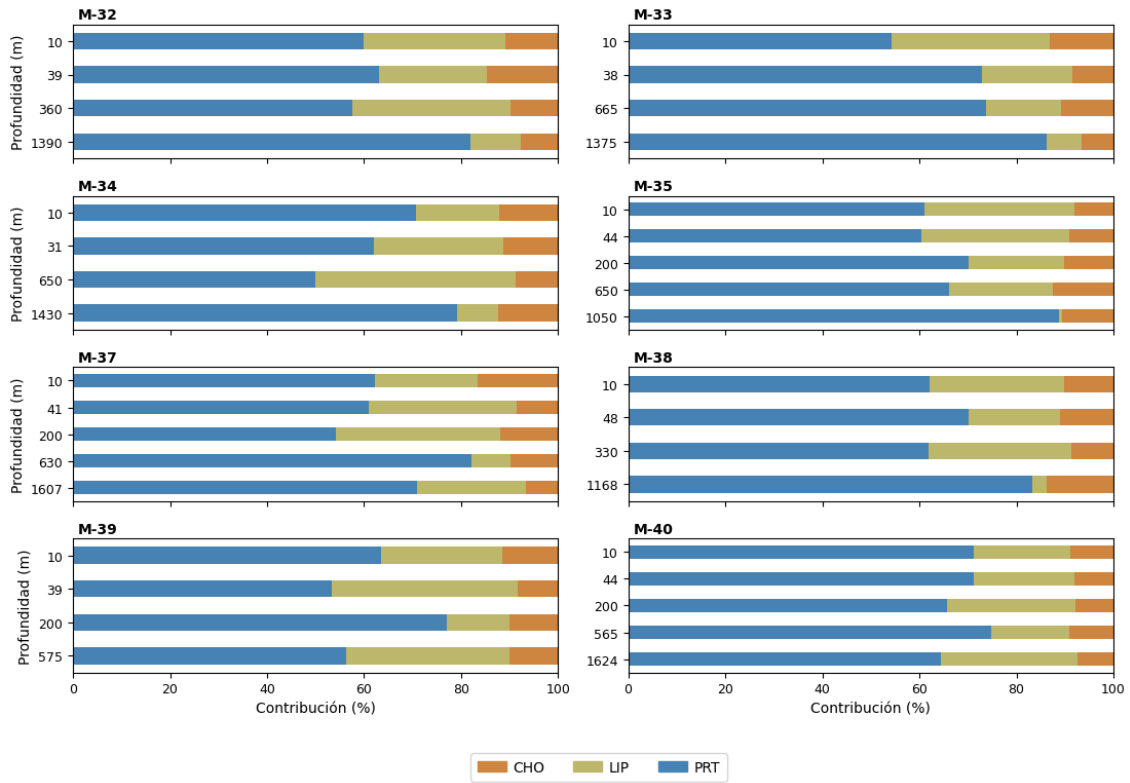 M-32
Profundidad (m)
10
39
360
1390
M-33
10
38
665
1375
M-34
Profundidad (m)
10
31
650
1430
M-35
10
44
200
650
1050
M-37
Profundidad (m)
10
41
200
630
1607
M-38
10
48
330
1168
M-39
Profundidad (m)
10
39
200
575
0 20 40 60 80 100
Contribución (%)
M-40
10
44
200
565
1624
0 20 40 60 80 100
Contribución (%)
CHO LIP PRT